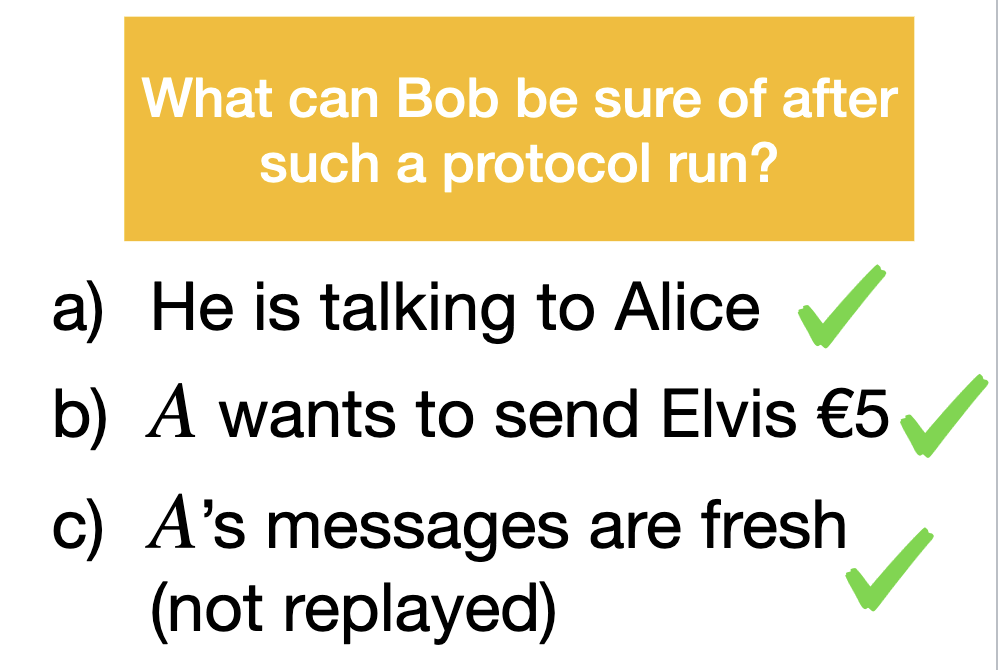 What can Bob be sure of after
such a protocol run?
a) He is talking to Alice
b) A wants to send Elvis €5
c) A’s messages are fresh
(not replayed)